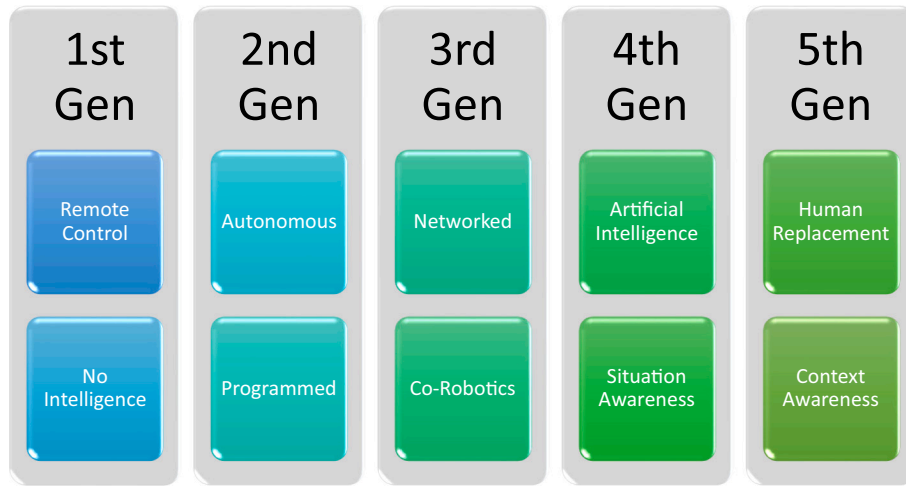 1st
Gen
Remote
Control
No
Intelligence
2nd
Gen
Autonomous
Programmed
3rd
Gen
Networked
Co-Robotics
4th
Gen
Artificial
Intelligence
Situation
Awareness
5th
Gen
Human
Replacement
Context
Awareness